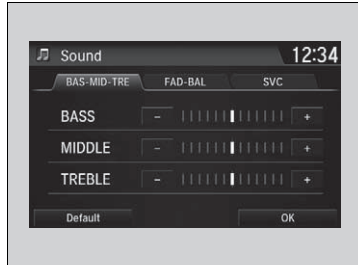 Sound 12:34
BAS-MID-TRE FAD-BAL SVC
BASS - +
MIDDLE - +
TREBLE - +
Default OK